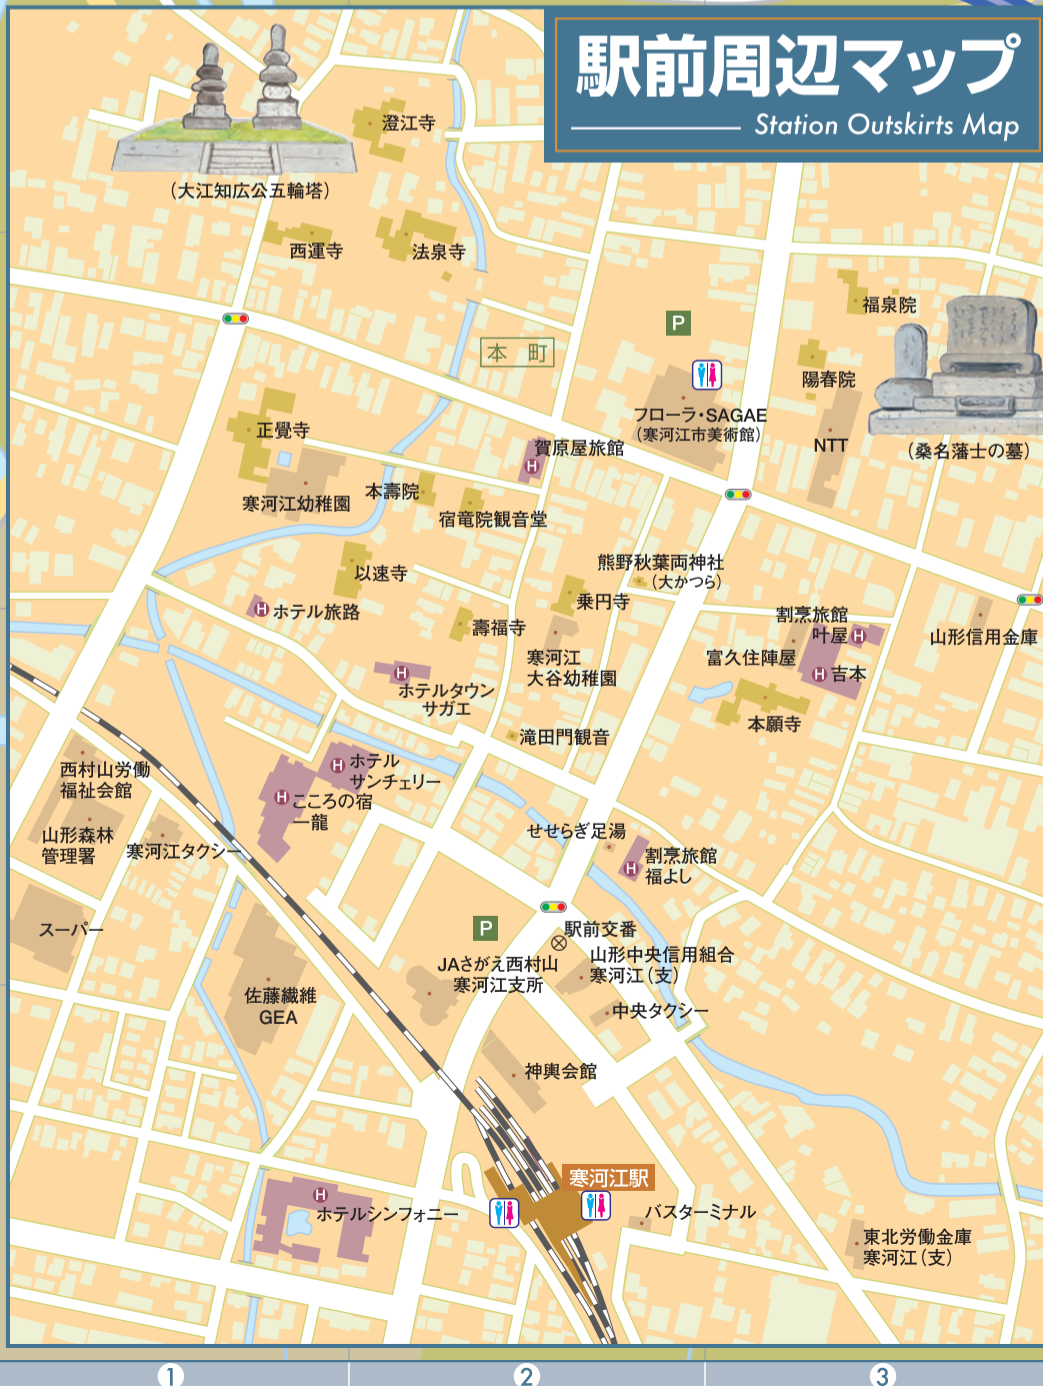 駅前周辺マップ
Station Outskirts Map
澄江寺
(大江知広公五輪塔)
西運寺
法泉寺
福泉院
P
本 町
陽春院
フローラ・SAGAE
(寒河江市美術館)
NTT
(桑名藩士の墓)
正覺寺
賀原屋旅館
H
寒河江幼稚園
本壽院
宿竜院観音堂
熊野秋葉両神社
(大かつら)
以速寺
乗円寺
H
ホテル旅路
壽福寺
割烹旅館
叶屋
H
山形信用金庫
寒河江
大谷幼稚園
富久住陣屋
H
吉本
H
ホテルタウン
サガエ
本願寺
滝田門観音
西村山労働
福祉会館
H
ホテル
サンチェリー
H
こころの宿
一龍
山形森林
管理署
寒河江タクシー
せせらぎ足湯
H
割烹旅館
福よし
スーパー
P
駅前交番
JAさがえ西村山
寒河江支所
山形中央信用組合
寒河江(支)
佐藤繊維
GEA
中央タクシー
神輿会館
寒河江駅
H
ホテルシンフォニー
バスターミナル
東北労働金庫
寒河江(支)
1
2
3